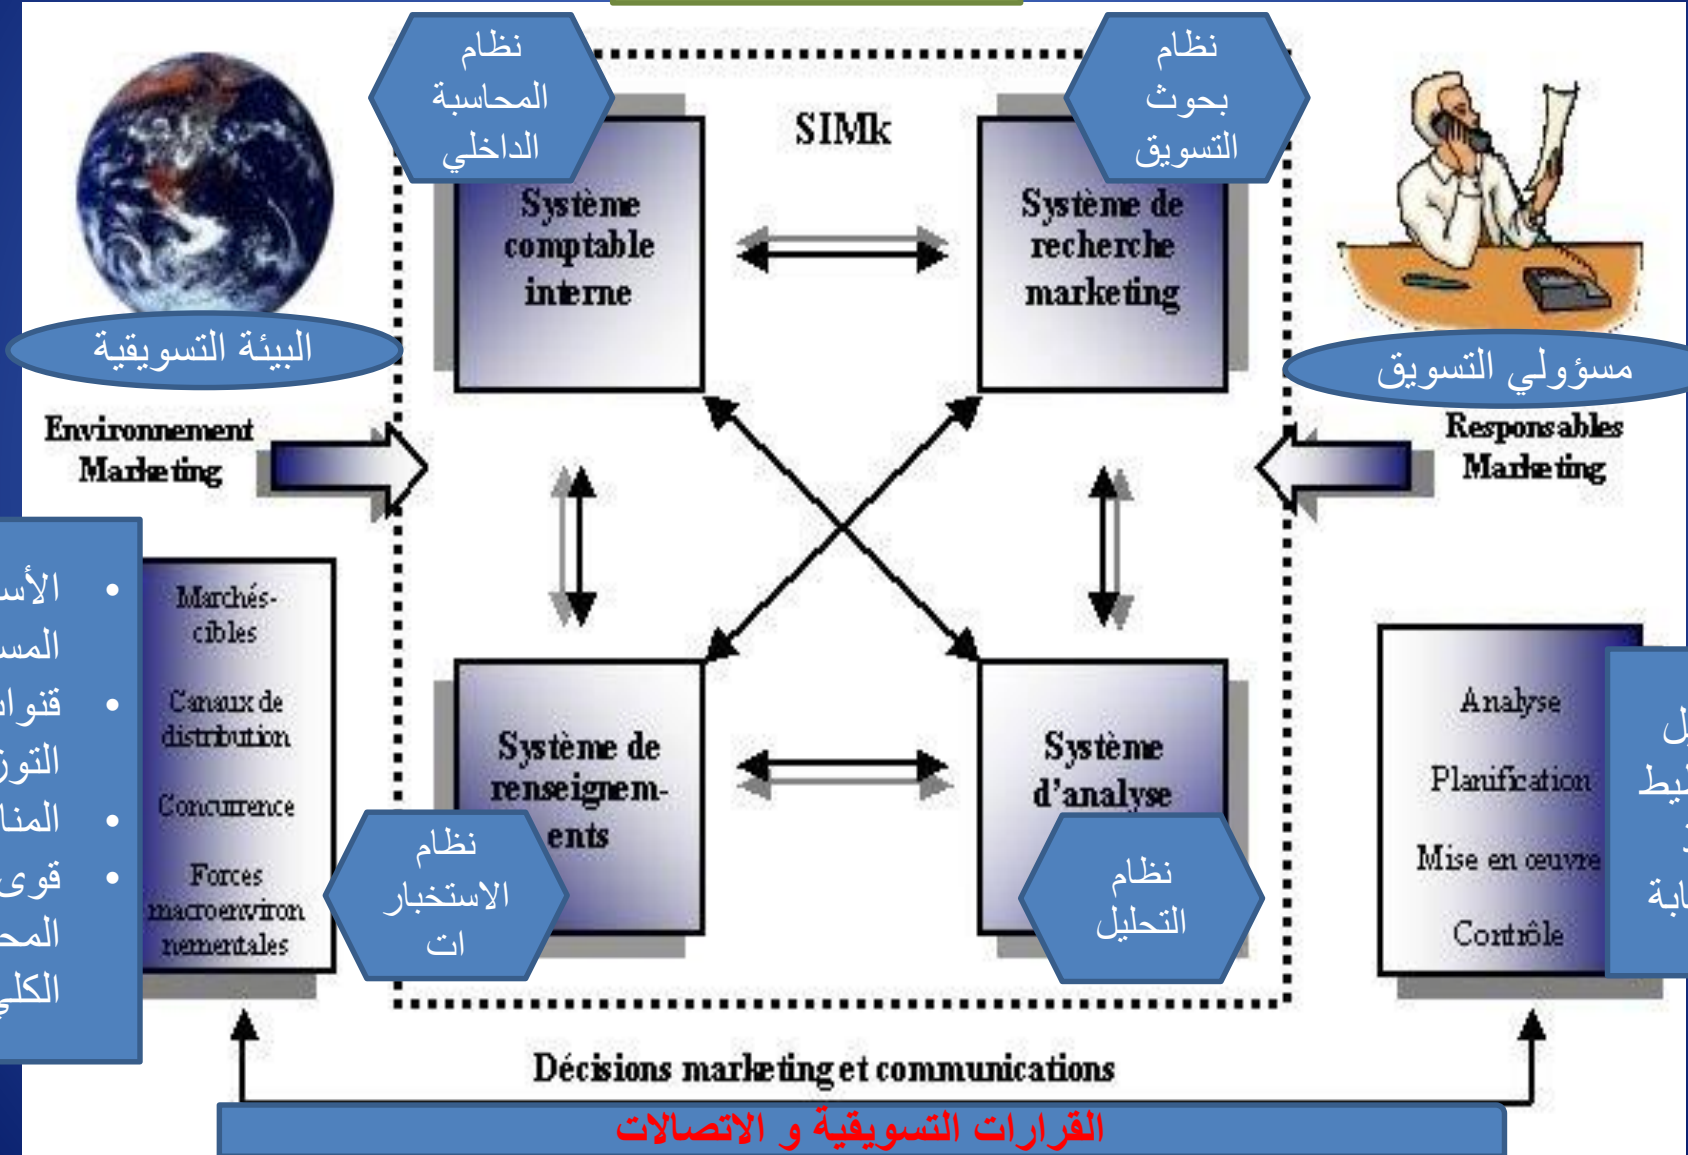 نظام
المحاسبة
الداخلي
نظام
بحوث
التسويق
SIMk
Système
comptable
interne
Système de
recherche
marketing
البيئة التسويقية
مسؤولي التسويق
Environnement
Marketing
Responsables
Marketing
المنا
قوى
Marchés-
cibles
Canaux de
distribution
Concurrence
Forces
macroenviron
nementales
Système de
renseignem-
ents
Système
d'analyse
نظام
الاستخبار
ات
نظام
التحليل
Analyse
Planification
Mise en œuvre
Contrôle
Décisions marketing et communications
القرارات التسويقية و الاتصالات